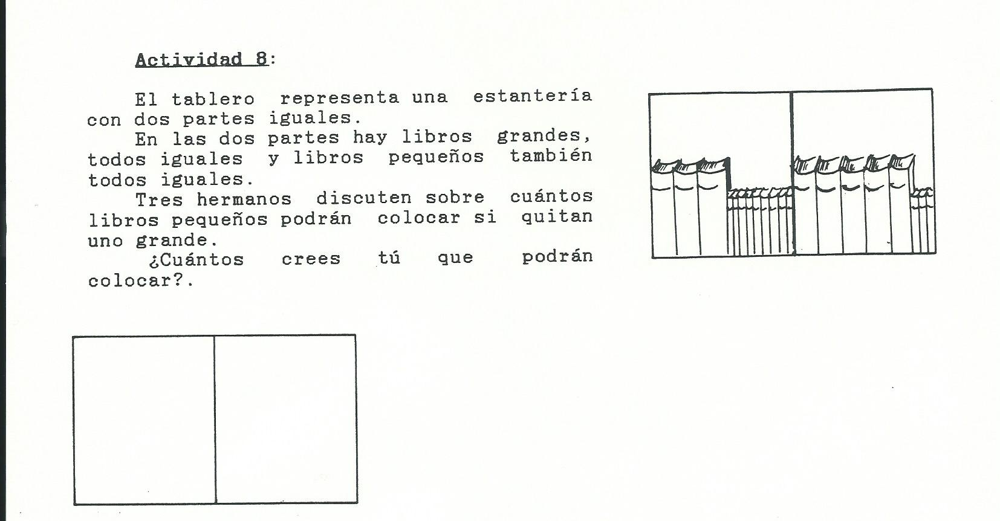 Actividad 8:
El tablero representa una estantería
con dos partes iguales.
En las dos partes hay libros grandes,
todos iguales y libros pequeños también
todos iguales.
Tres hermanos discuten sobre cuántos
libros pequeños podrán colocar si quitan
uno grande.
¿Cuántos crees tú que podrán
colocar?.